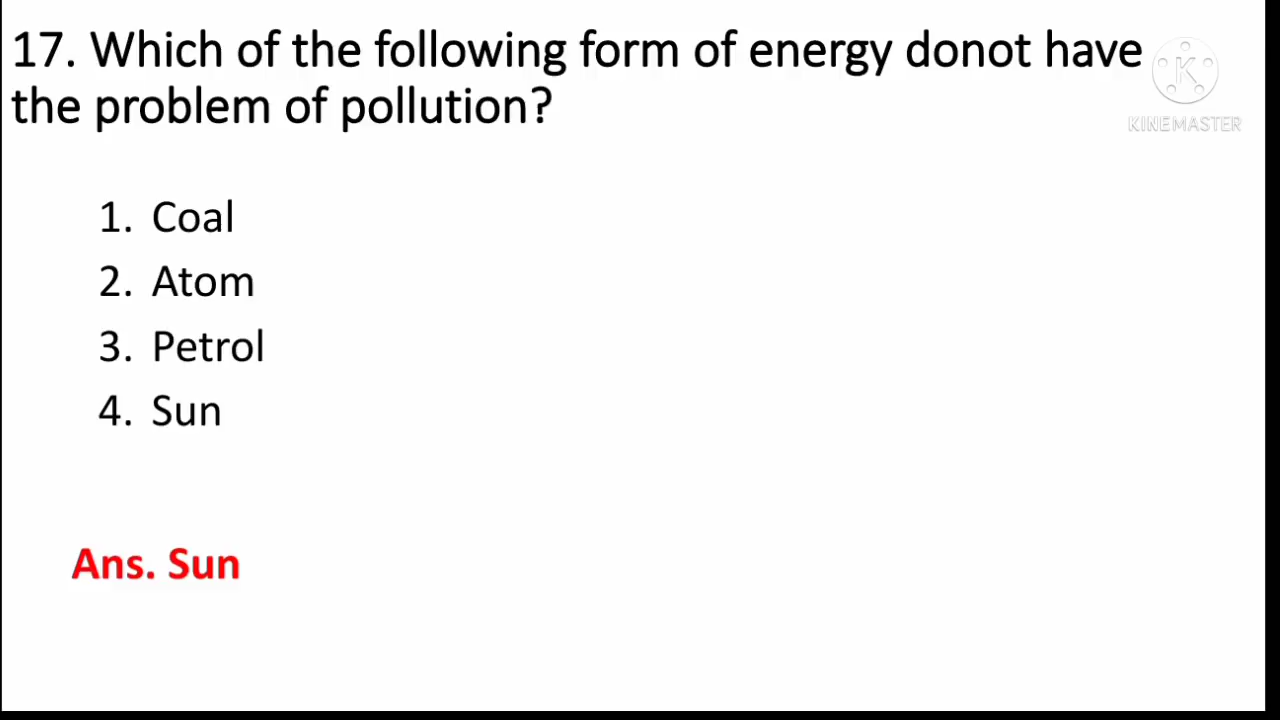 17. Which of the following form of energy donot have
the problem of pollution?
K
KINEMASTER
1. Coal
2. Atom
3. Petrol
4. Sun
Ans. Sun